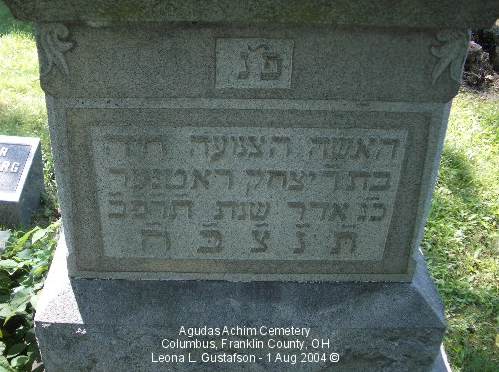 פ״נ
האשה הצנועה חיה
בת ר׳ יצחק ראטנער
כ״ג אדר שנת תרפ״ב
ת נ צ ב ה
Agudas Achim Cemetery
Columbus, Franklin County, OH
Leona L. Gustafson - 1 Aug 2004 ©